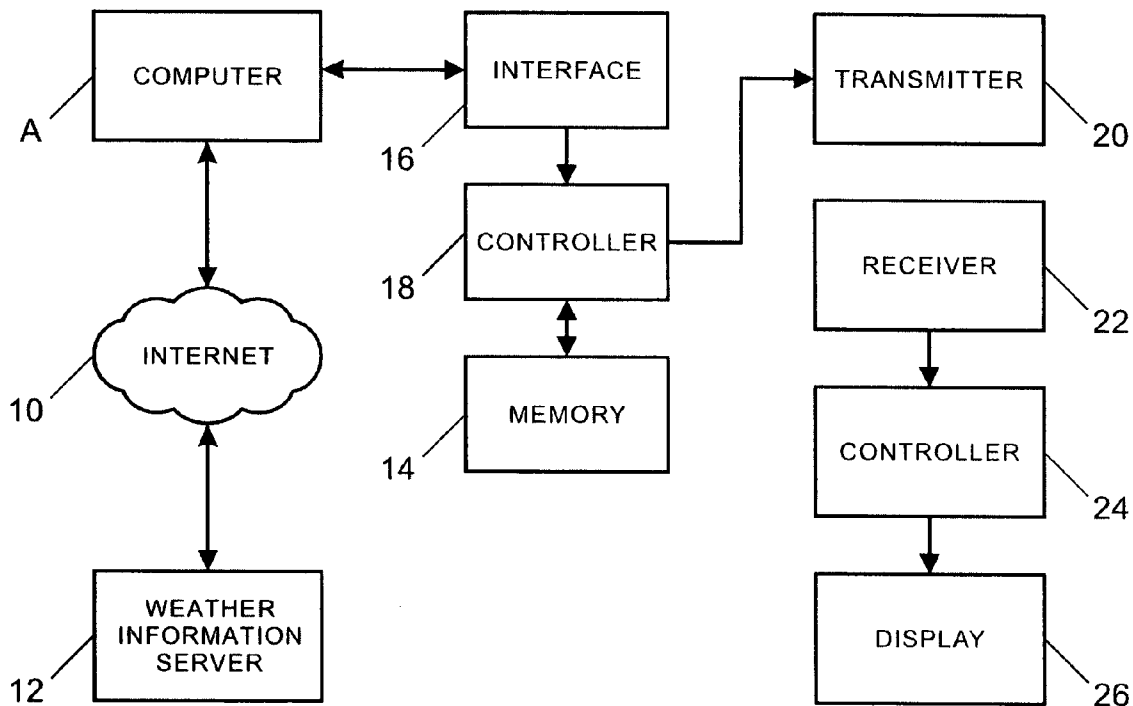 COMPUTER
A
INTERFACE
16
TRANSMITTER
20
CONTROLLER
18
RECEIVER
22
INTERNET
10
MEMORY
14
CONTROLLER
24
WEATHER
INFORMATION
SERVER
12
DISPLAY
26